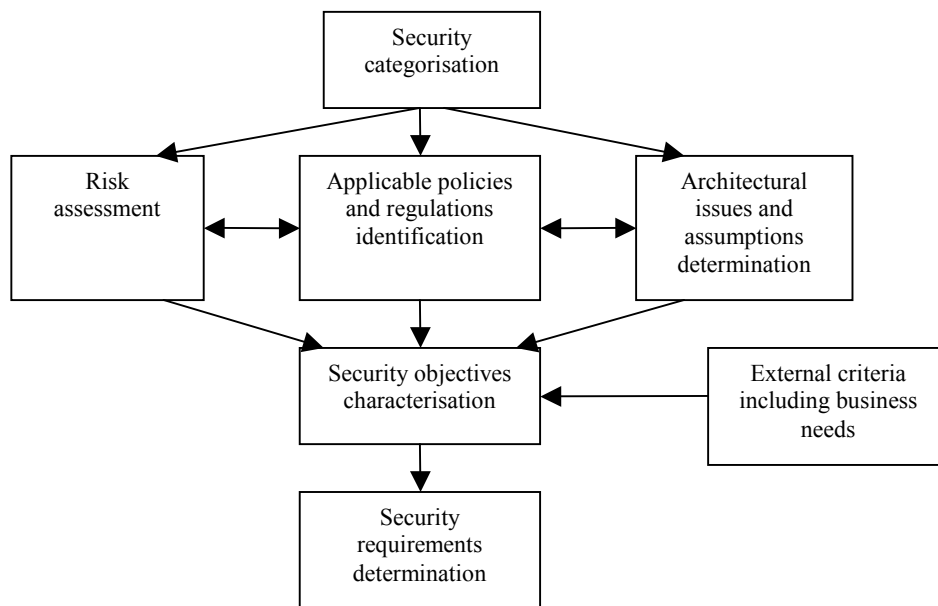 Security
categorisation
Risk
assessment
Applicable policies
and regulations
identification
Architectural
issues and
assumptions
determination
Security objectives
characterisation
External criteria
including business
needs
Security
requirements
determination